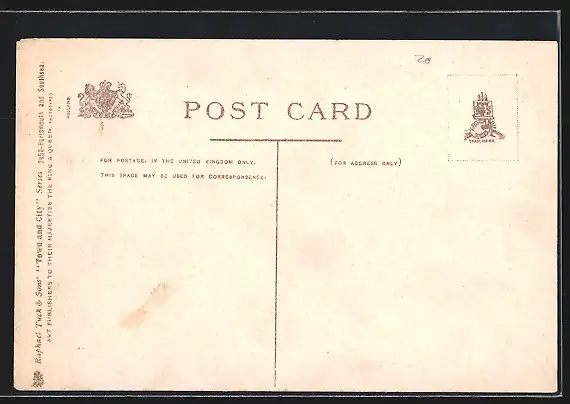 20
POST CARD
TRADE MARK
FOR POSTAGE, IN THE UNITED KINGDOM ONLY,
THIS SPACE MAY BE USED FOR CORRESPONDENCE.
(FOR ADDRESS ONLY)
Raphael Tuck & Sons' "Town and City" Series Portsmouth and Southsea.
ART PUBLISHERS TO THEIR MAJESTIES THE KING & QUEEN.
IN
HOLLAND